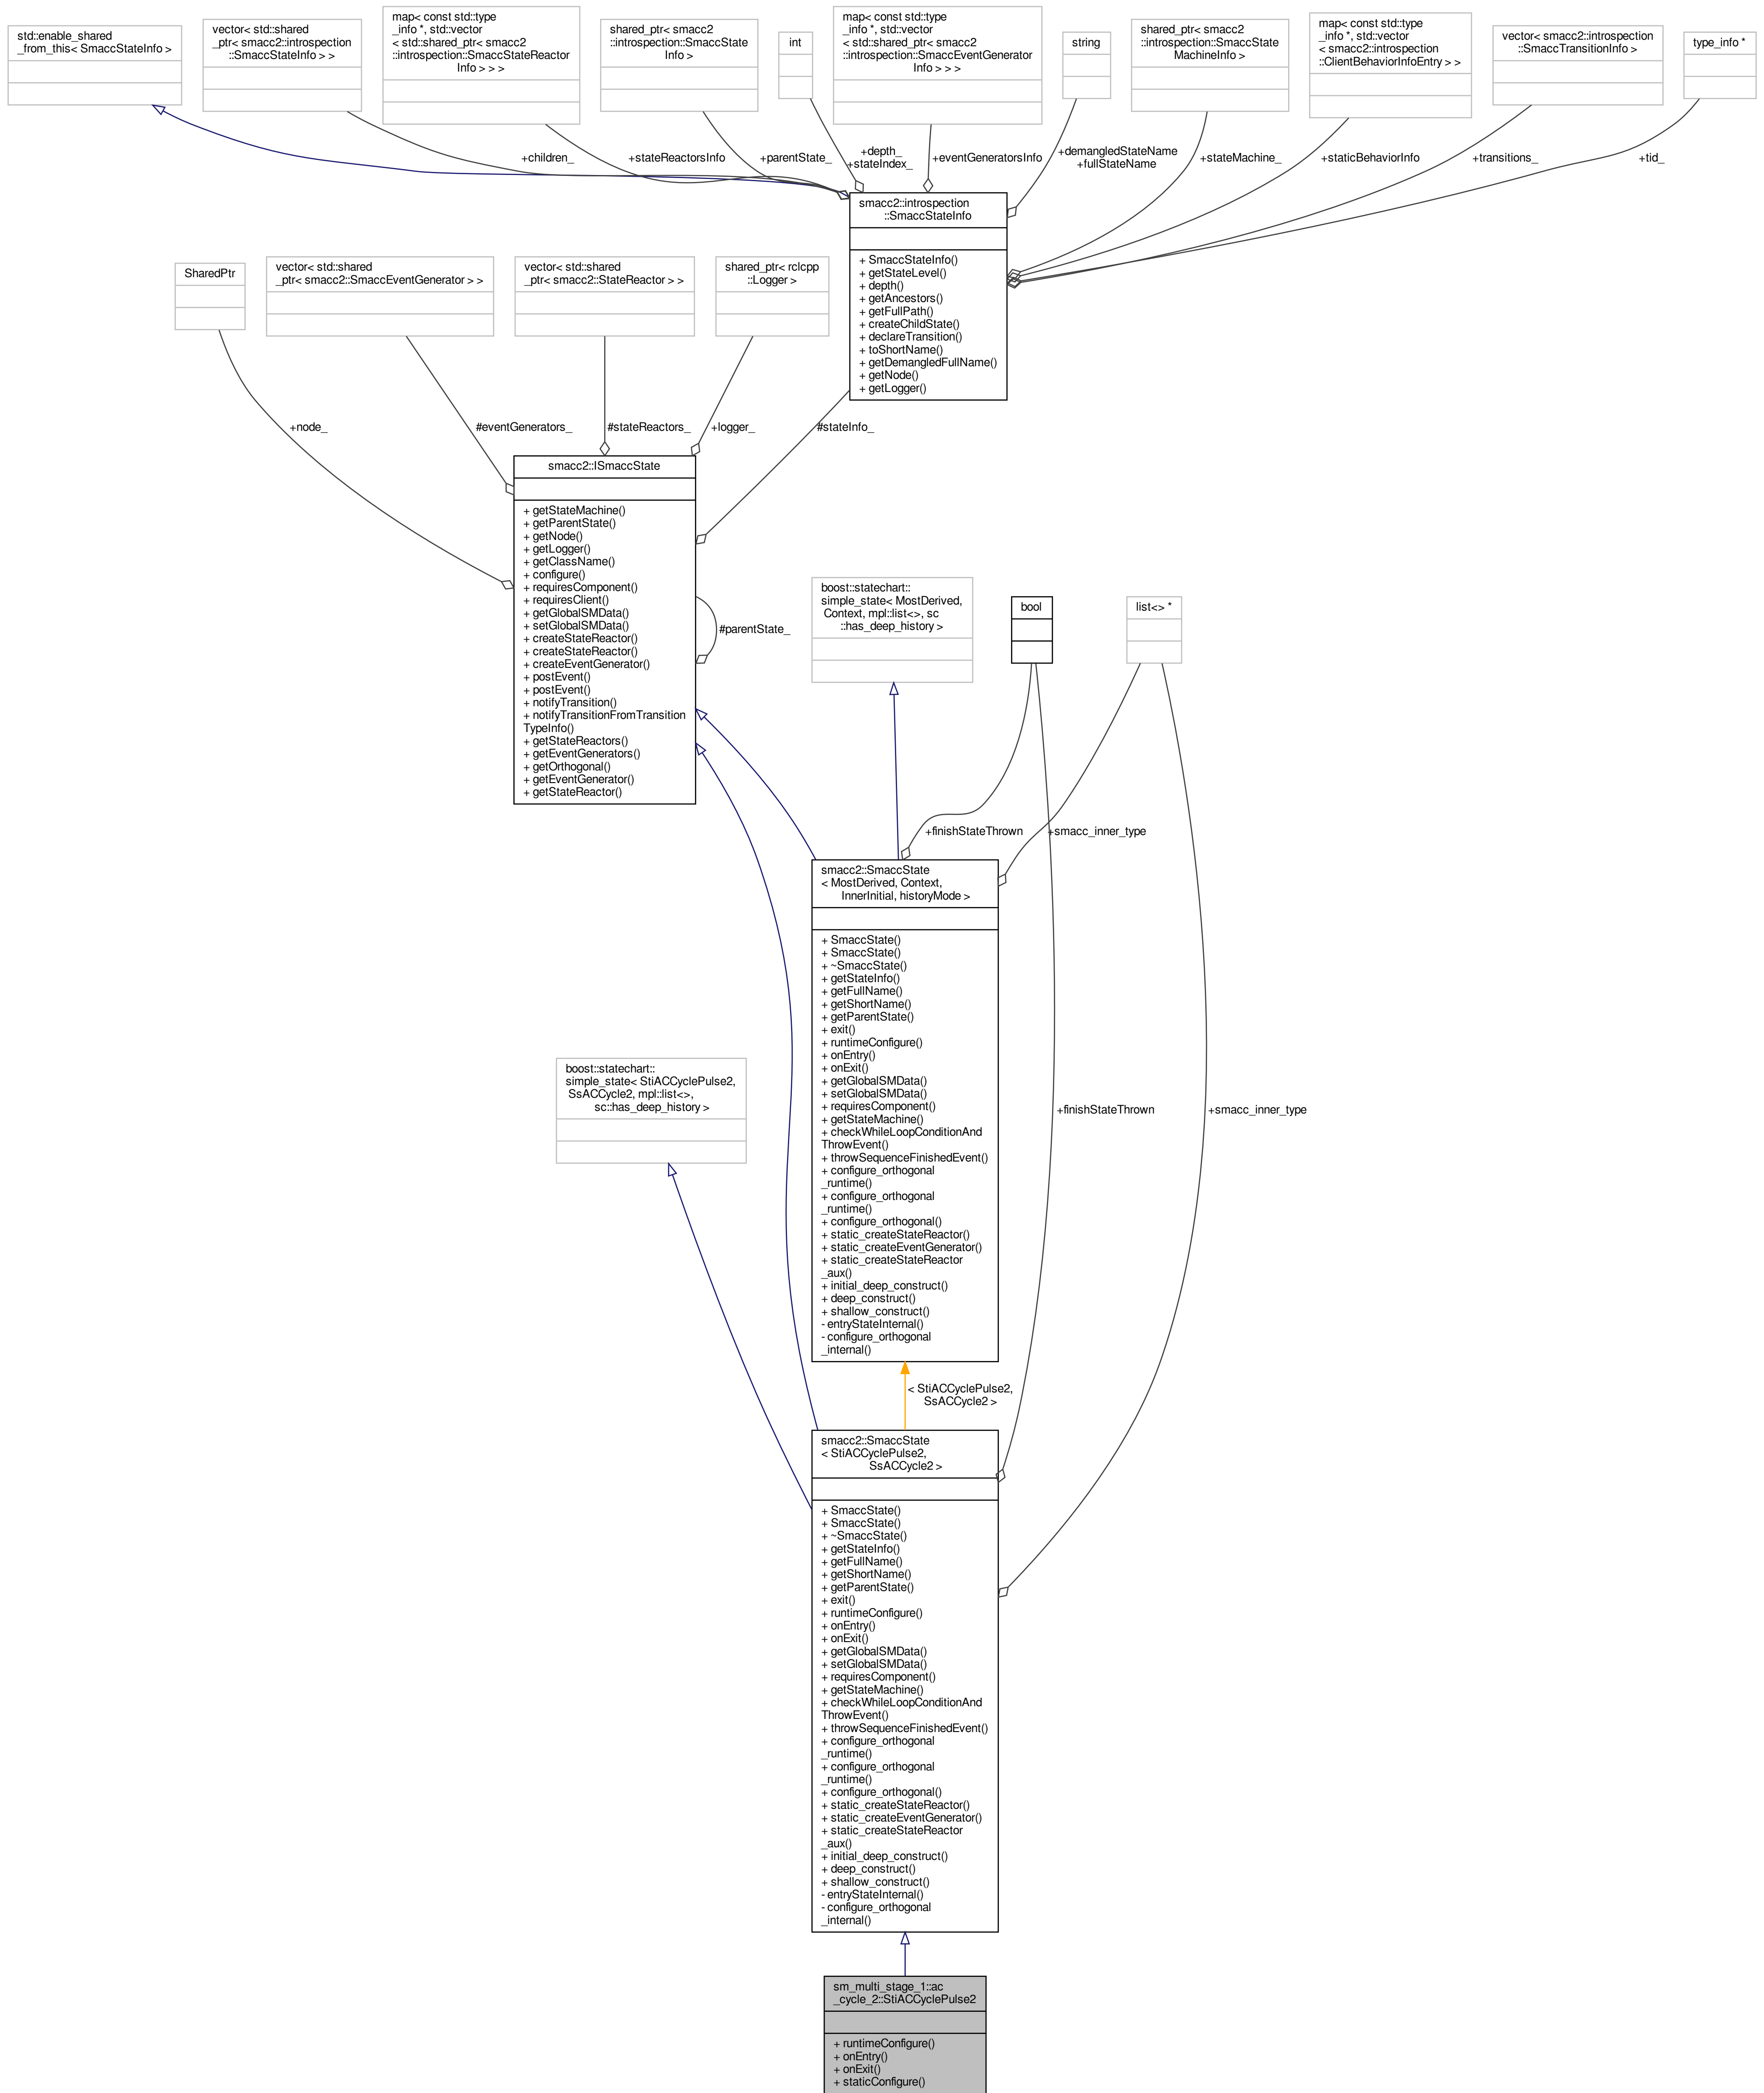 std::enable_shared
_from_this< SmaccStateInfo >
vector< std::shared
_ptr< smacc2::introspection
::SmaccStateInfo > >
map< const std::type
_info *, std::vector
< std::shared_ptr< smacc2
::introspection::SmaccStateReactor
Info > > >
shared_ptr< smacc2
::introspection::SmaccState
Info >
int
map< const std::type
_info *, std::vector
< std::shared_ptr< smacc2
::introspection::SmaccEventGenerator
Info > > >
string
shared_ptr< smacc2
::introspection::SmaccState
MachineInfo >
map< const std::type
_info *, std::vector
< smacc2::introspection
::ClientBehaviorInfoEntry > >
vector< smacc2::introspection
::SmaccTransitionInfo >
type_info *
+children_
+stateReactorsInfo
+parentState_
+depth_
+stateIndex_
+eventGeneratorsInfo
+demangledStateName
+fullStateName
+stateMachine_
+staticBehaviorInfo
+transitions_
+tid_
smacc2::introspection
::SmaccStateInfo
+ SmaccStateInfo()
+ getStateLevel()
+ depth()
+ getAncestors()
+ getFullPath()
+ createChildState()
+ declareTransition()
+ toShortName()
+ getDemangledFullName()
+ getNode()
+ getLogger()
SharedPtr
vector< std::shared
_ptr< smacc2::SmaccEventGenerator > >
vector< std::shared
_ptr< smacc2::StateReactor > >
shared_ptr< rclcpp
::Logger >
+node_
#eventGenerators_
#stateReactors_
+logger_
#stateInfo_
smacc2::ISmaccState
+ getStateMachine()
+ getParentState()
+ getNode()
+ getLogger()
+ getClassName()
+ configure()
+ requiresComponent()
+ requiresClient()
+ getGlobalSMData()
+ setGlobalSMData()
+ createStateReactor()
+ createStateReactor()
+ createEventGenerator()
+ postEvent()
+ postEvent()
+ notifyTransition()
+ notifyTransitionFromTransition
TypeInfo()
+ getStateReactors()
+ getEventGenerators()
+ getOrthogonal()
+ getEventGenerator()
+ getStateReactor()
#parentState_
boost::statechart::
simple_state< MostDerived,
Context, mpl::list<>, sc
::has_deep_history >
bool
list<> *
+finishStateThrown
+smacc_inner_type
smacc2::SmaccState
< MostDerived, Context,
InnerInitial, historyMode >
+ SmaccState()
+ SmaccState()
+ ~SmaccState()
+ getStateInfo()
+ getFullName()
+ getShortName()
+ getParentState()
+ exit()
+ runtimeConfigure()
+ onEntry()
+ onExit()
+ getGlobalSMData()
+ setGlobalSMData()
+ requiresComponent()
+ getStateMachine()
+ checkWhileLoopConditionAnd
ThrowEvent()
+ throwSequenceFinishedEvent()
+ configure_orthogonal
_runtime()
+ configure_orthogonal
_runtime()
+ configure_orthogonal()
+ static_createStateReactor()
+ static_createEventGenerator()
+ static_createStateReactor
_aux()
+ initial_deep_construct()
+ deep_construct()
+ shallow_construct()
- entryStateInternal()
- configure_orthogonal
_internal()
boost::statechart::
simple_state< StiACCyclePulse2,
SsACCycle2, mpl::list<>,
sc::has_deep_history >
+finishStateThrown
+smacc_inner_type
< StiACCyclePulse2,
SsACCycle2 >
smacc2::SmaccState
< StiACCyclePulse2,
SsACCycle2 >
+ SmaccState()
+ SmaccState()
+ ~SmaccState()
+ getStateInfo()
+ getFullName()
+ getShortName()
+ getParentState()
+ exit()
+ runtimeConfigure()
+ onEntry()
+ onExit()
+ getGlobalSMData()
+ setGlobalSMData()
+ requiresComponent()
+ getStateMachine()
+ checkWhileLoopConditionAnd
ThrowEvent()
+ throwSequenceFinishedEvent()
+ configure_orthogonal
_runtime()
+ configure_orthogonal
_runtime()
+ configure_orthogonal()
+ static_createStateReactor()
+ static_createEventGenerator()
+ static_createStateReactor
_aux()
+ initial_deep_construct()
+ deep_construct()
+ shallow_construct()
- entryStateInternal()
- configure_orthogonal
_internal()
sm_multi_stage_1::ac
_cycle_2::StiACCyclePulse2
+ runtimeConfigure()
+ onEntry()
+ onExit()
+ staticConfigure()